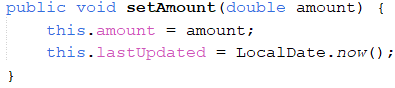 public void setAmount(double amount) {
    this.amount = amount;
    this.lastUpdated = LocalDate.now();
}